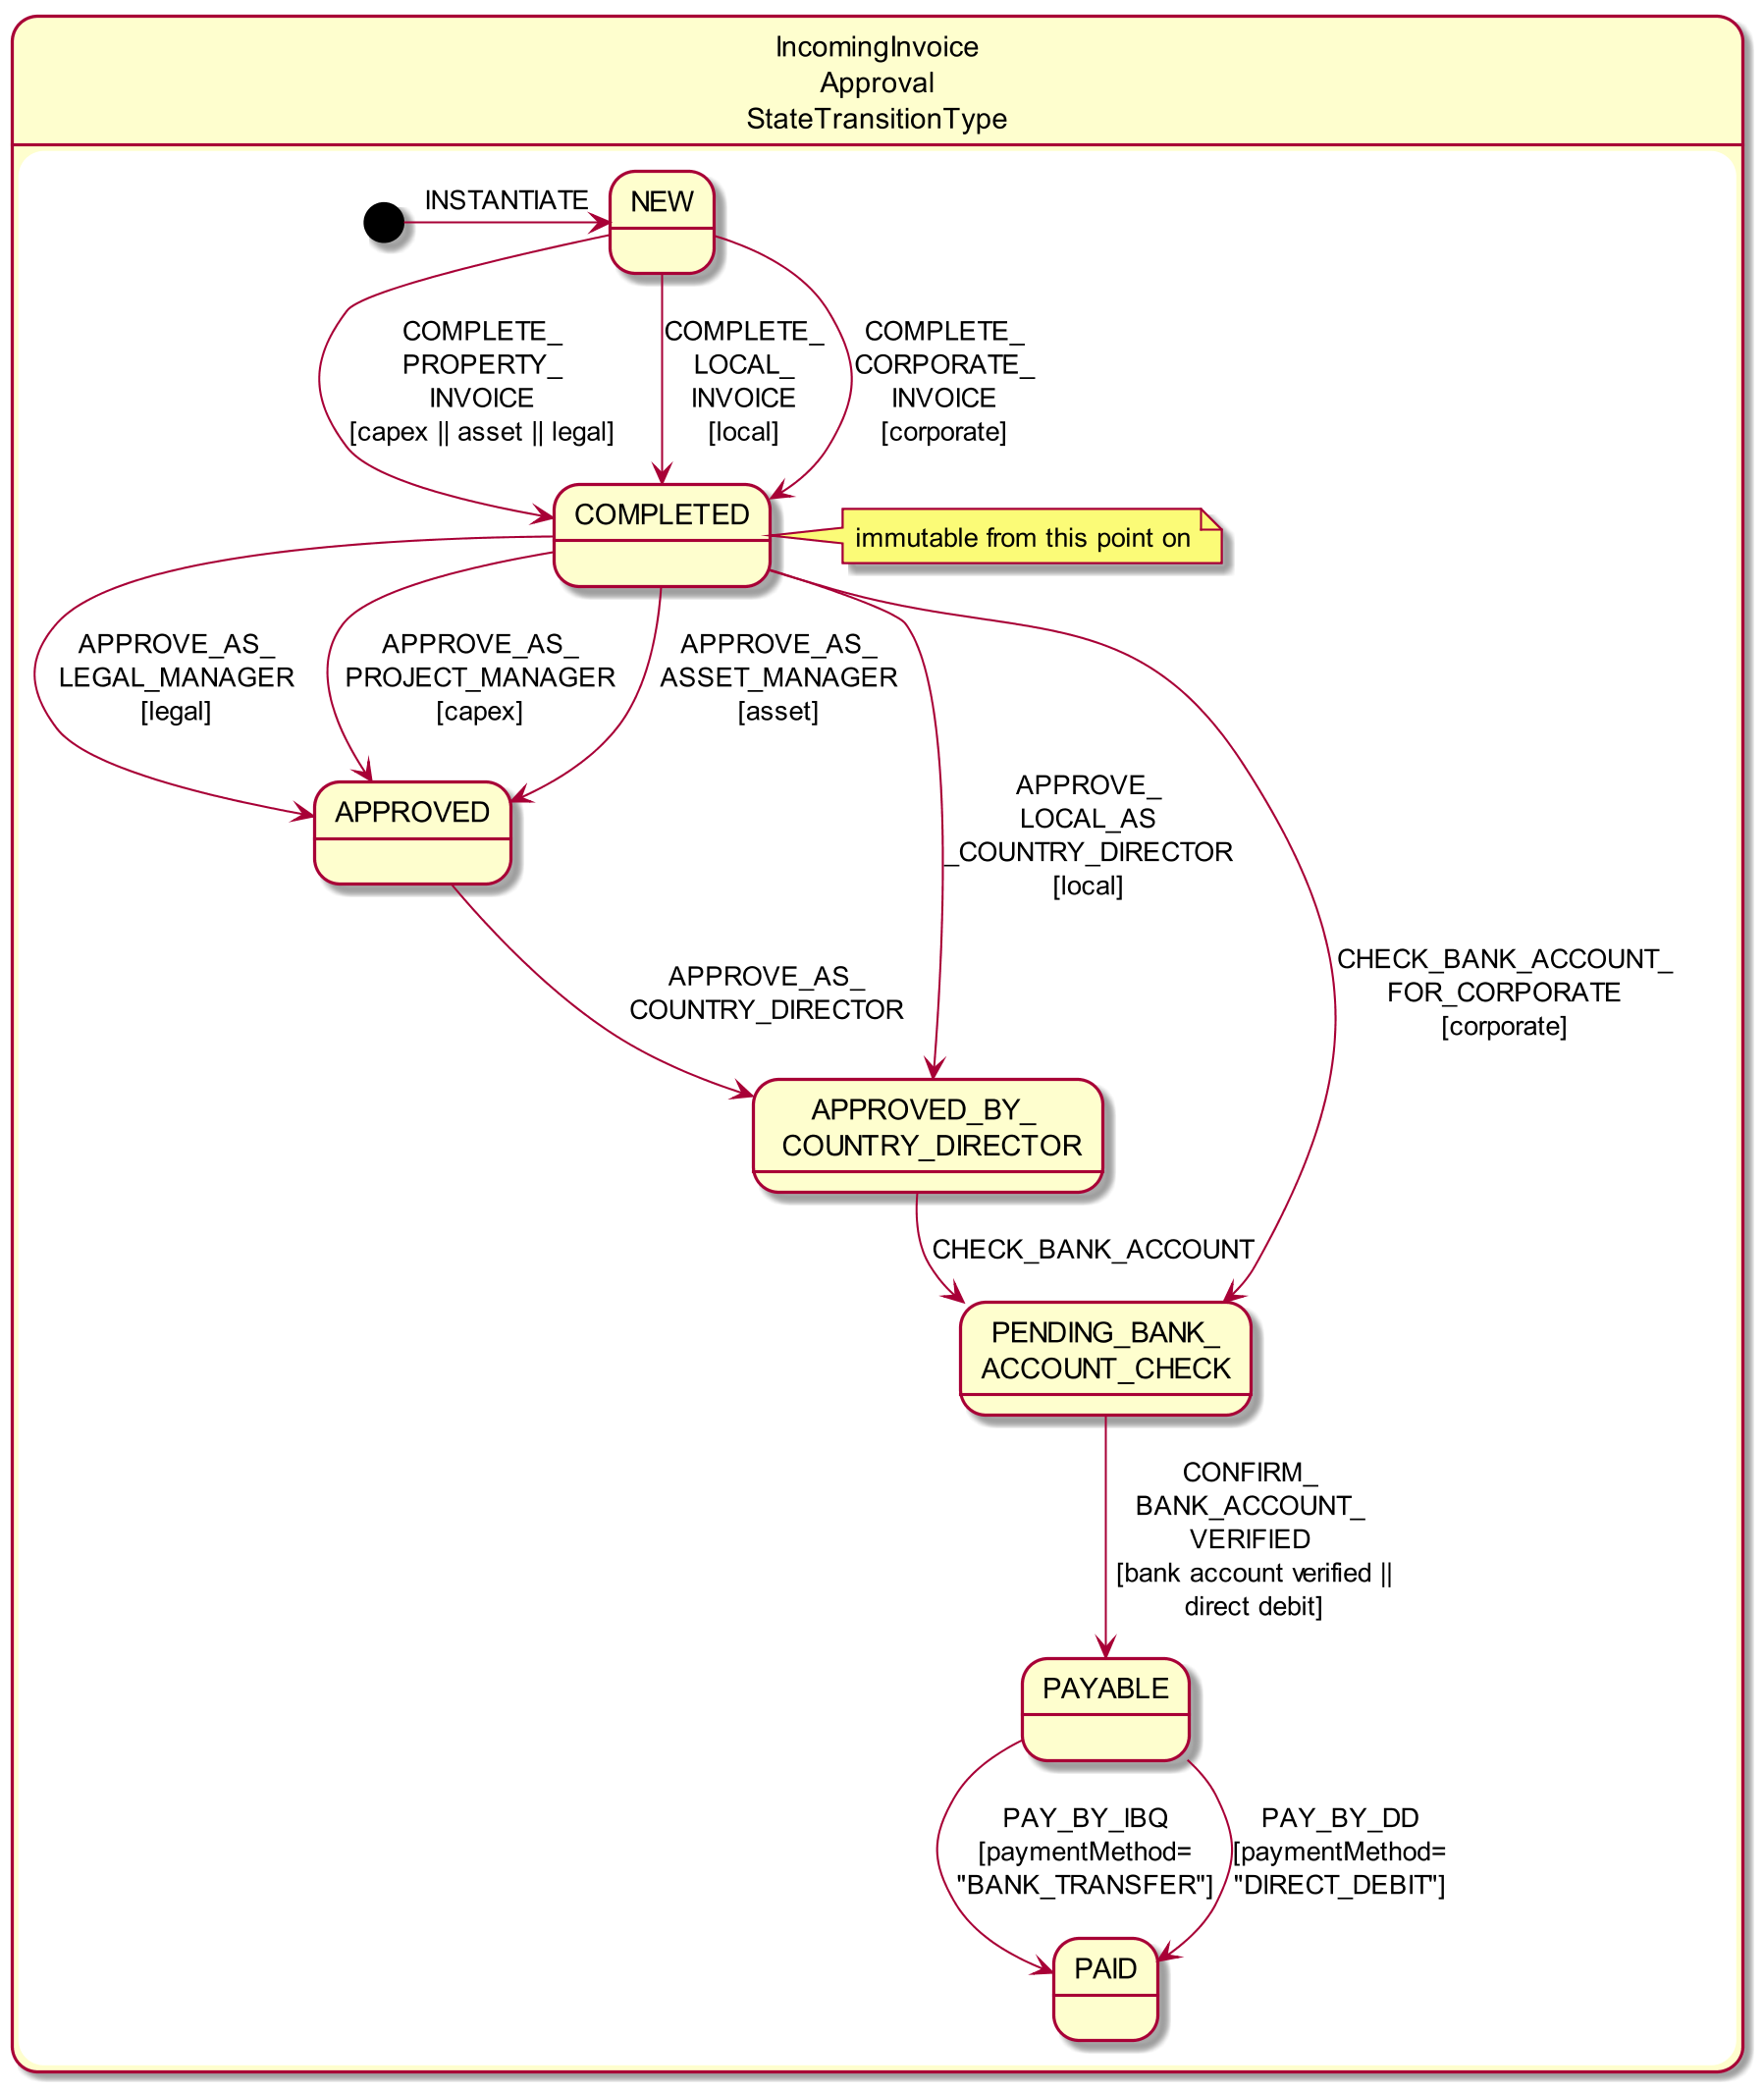 IncomingInvoice
Approval
StateTransitionType
INSTANTIATE
NEW
COMPLETE_
PROPERTY_
INVOICE
[capex || asset || legal]
COMPLETE_
LOCAL_
INVOICE
[local]
COMPLETE_
CORPORATE_
INVOICE
[corporate]
COMPLETED
immutable from this point on
APPROVE_AS_
LEGAL_MANAGER
[legal]
APPROVE_AS_
PROJECT_MANAGER
[capex]
APPROVE_AS_
ASSET_MANAGER
[asset]
APPROVED
APPROVE_
LOCAL_AS
_COUNTRY_DIRECTOR
[local]
CHECK_BANK_ACCOUNT_
FOR_CORPORATE
[corporate]
APPROVE_AS_
COUNTRY_DIRECTOR
APPROVED_BY_
COUNTRY_DIRECTOR
CHECK_BANK_ACCOUNT
PENDING_BANK_
ACCOUNT_CHECK
CONFIRM_
BANK_ACCOUNT_
VERIFIED
[bank account verified ||
direct debit]
PAYABLE
PAY_BY_IBQ
[paymentMethod=
"BANK_TRANSFER"]
PAY_BY_DD
[paymentMethod=
"DIRECT_DEBIT"]
PAID